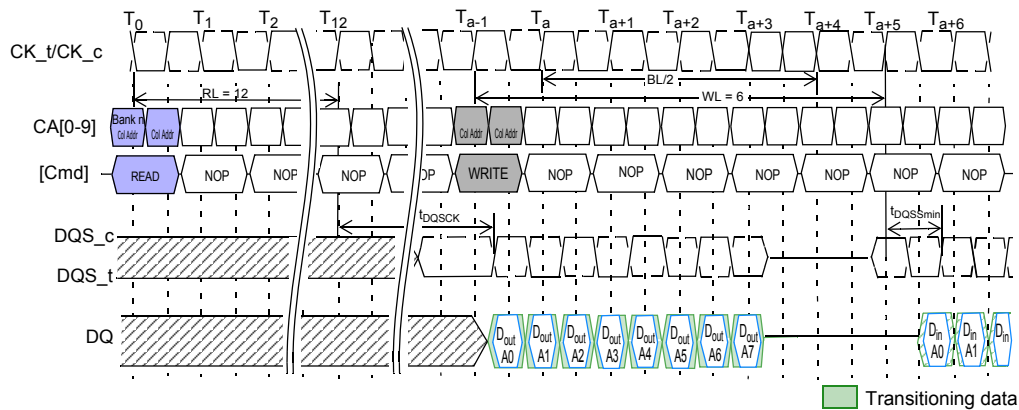 T0 T1 T2 T12 Ta-1 Ta Ta+1 Ta+2 Ta+3 Ta+4 Ta+5 Ta+6
CK_t/CK_c
BL/2
RL = 12
WL = 6
CA[0-9]
Bank n
Col Addr
Col Addr
Col Addr
Col Addr
[Cmd]
READ NOP NOP NOP NOP WRITE NOP NOP NOP NOP NOP NOP NOP
tDQSCK
tDQSSmin
DQS_c
DQS_t
DQ
Dout A0
Dout A1
Dout A2
Dout A3
Dout A4
Dout A5
Dout A6
Dout A7
Din A0
Din A1
Din
Transitioning data